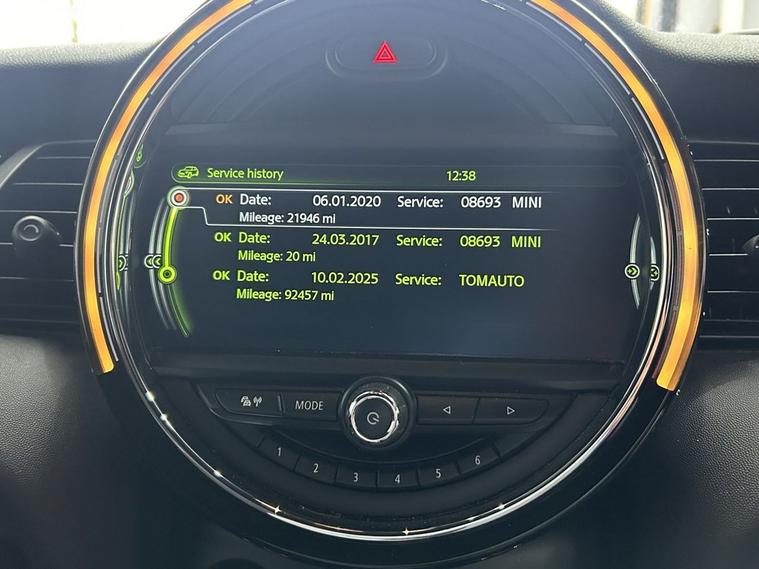 Service history 12:38
OK Date: 06.01.2020 Service: 08693 MINI
Mileage: 21946 mi
OK Date: 24.03.2017 Service: 08693 MINI
Mileage: 20 mi
OK Date: 10.02.2025 Service: TOMAUTO
Mileage: 92457 mi
MODE
1 2 3 4 5 6